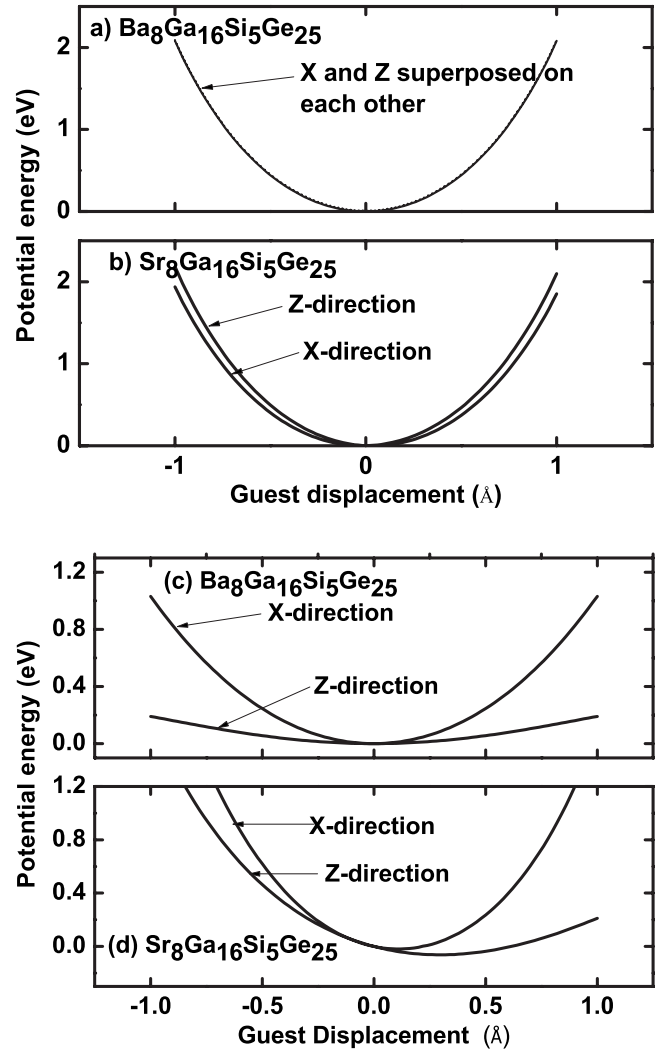 a) Ba8Ga16Si5Ge25
X and Z superposed on
each other
2
1
0
Potential energy (eV)
b) Sr8Ga16Si5Ge25
Z-direction
X-direction
2
1
0
-1 0 1
Guest displacement (Å)
(c) Ba8Ga16Si5Ge25
X-direction
Z-direction
1.2
0.8
0.4
0.0
Potential energy (eV)
1.2
0.8
0.4
0.0
X-direction
Z-direction
(d) Sr8Ga16Si5Ge25
-1.0 -0.5 0.0 0.5 1.0
Guest Displacement (Å)